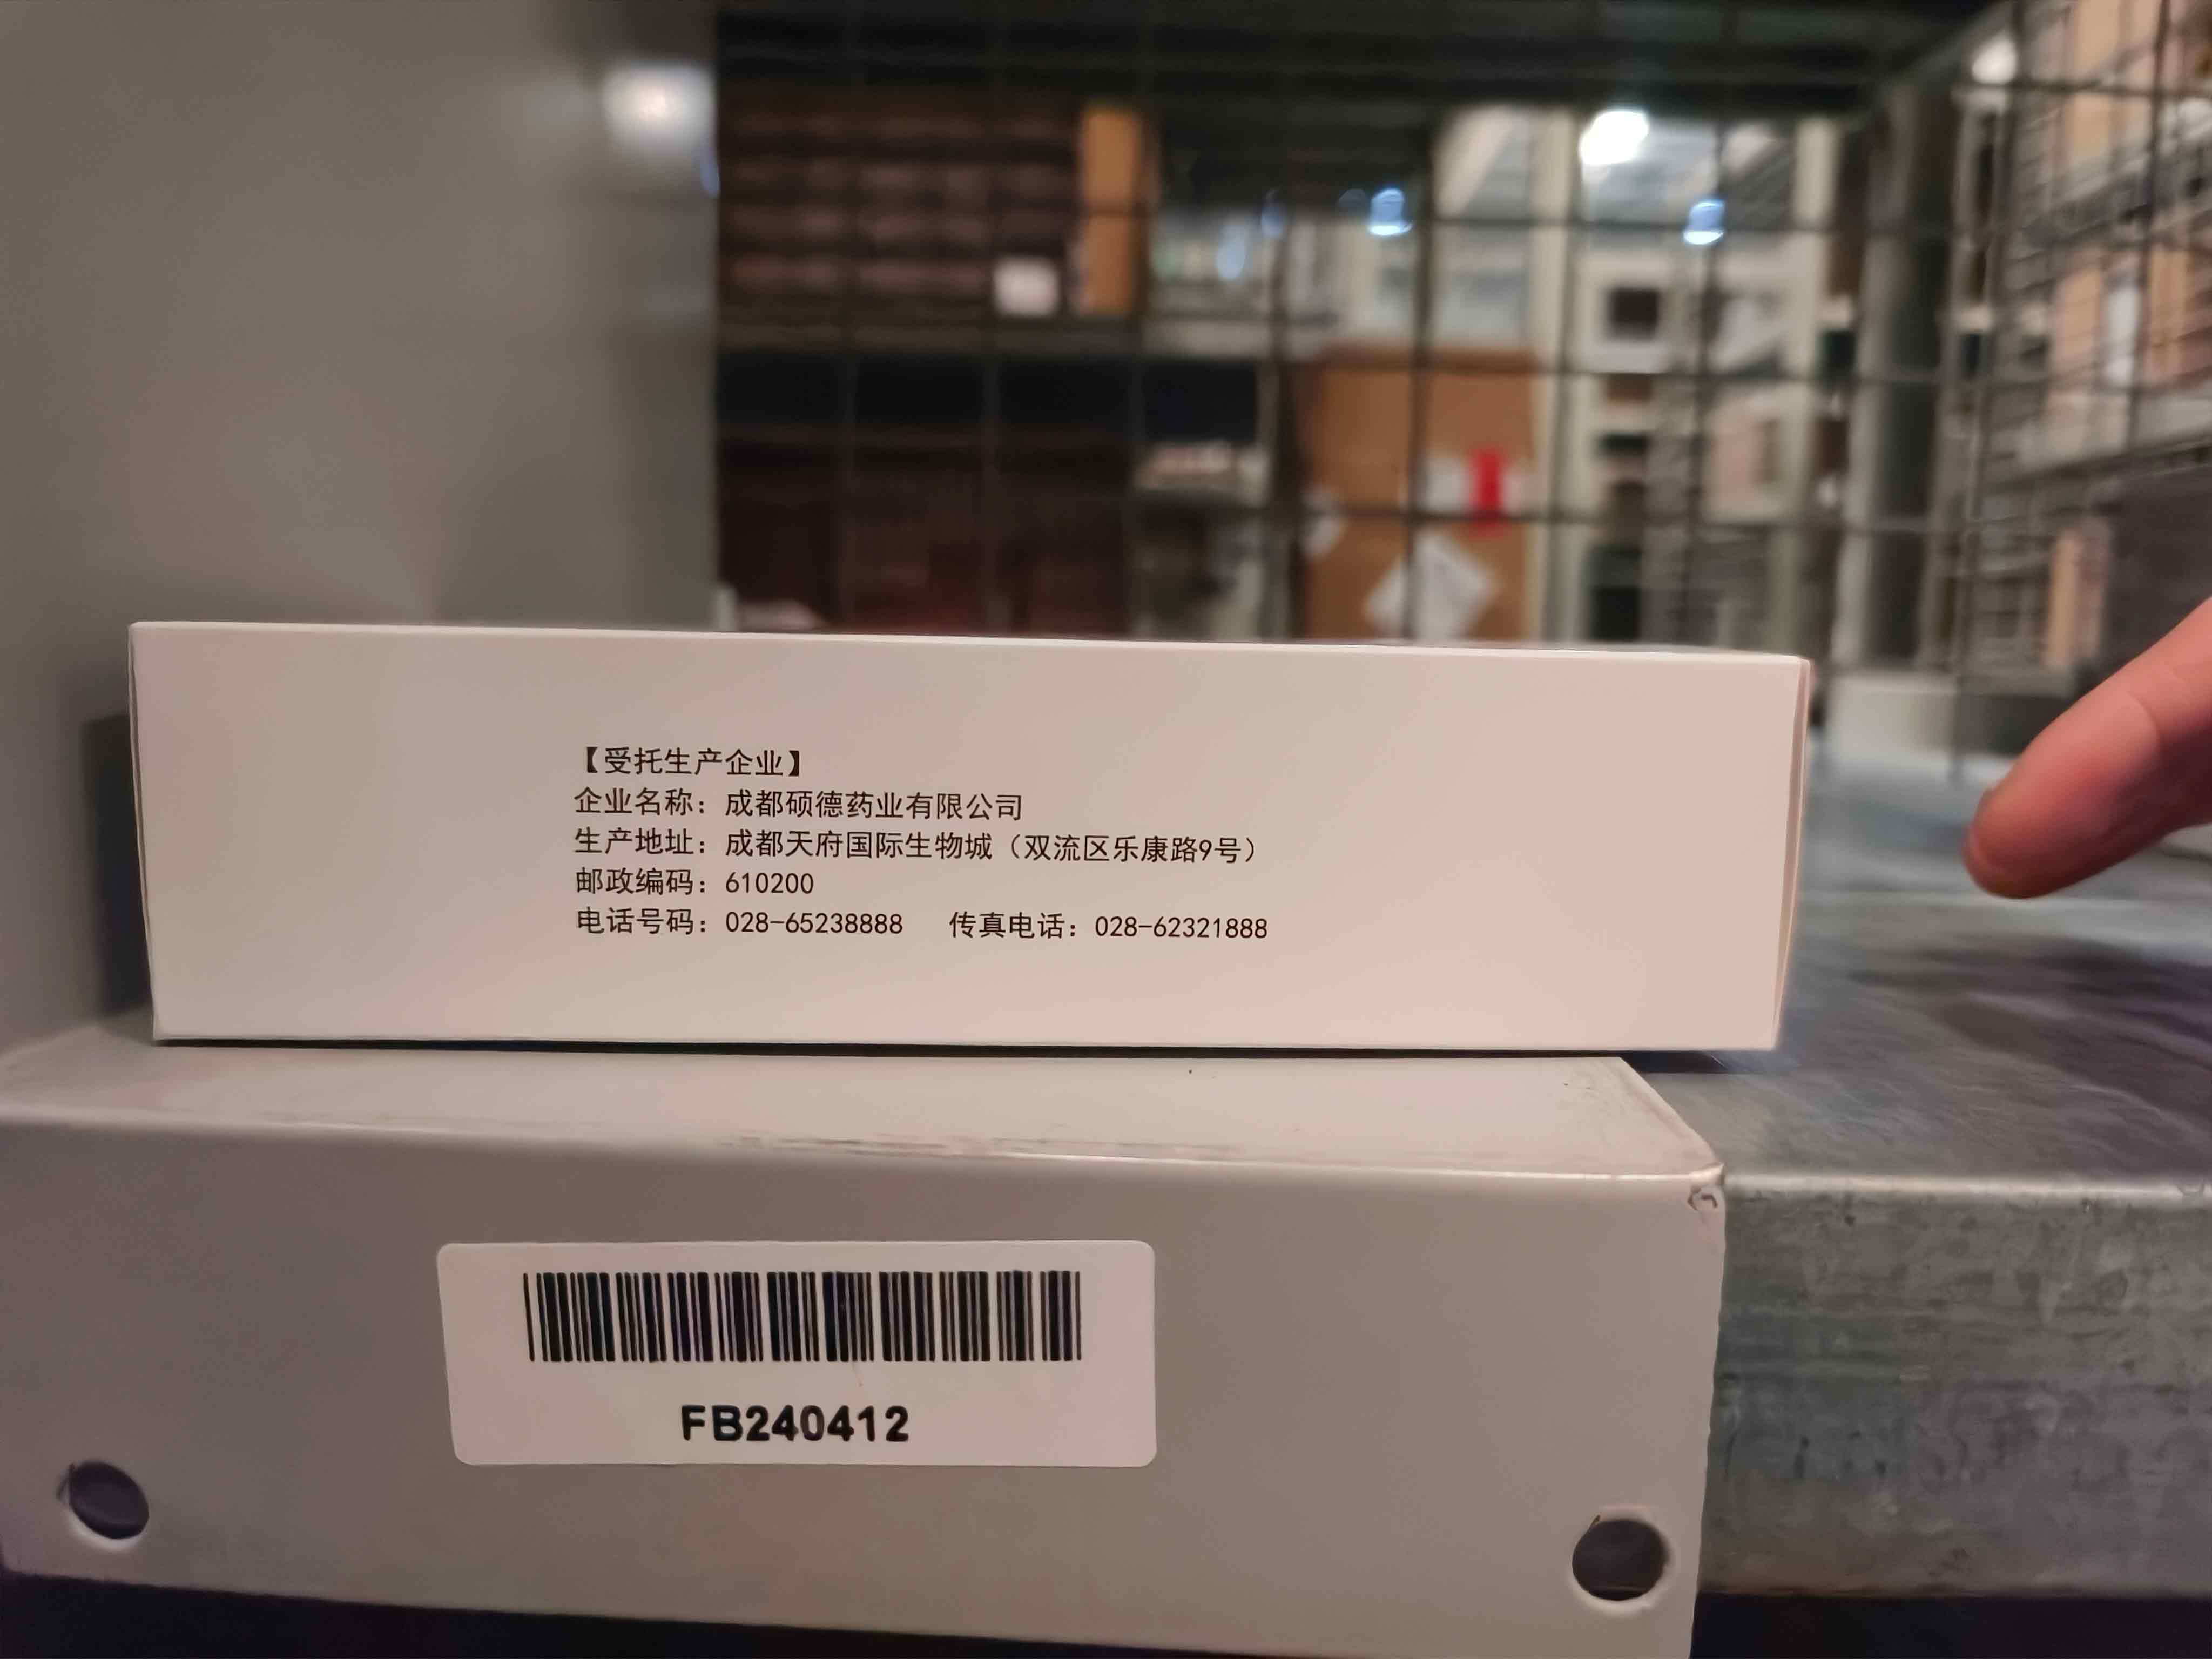 【受托生产企业】
企业名称：成都硕德药业有限公司
生产地址：成都天府国际生物城（双流区乐康路9号）
邮政编码：610200
电话号码：028-65238888 传真电话：028-62321888
FB240412